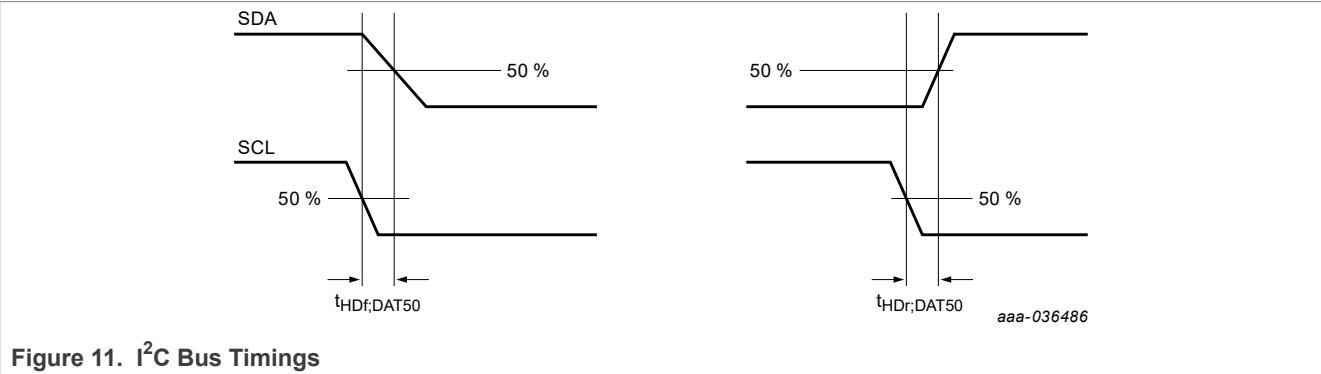 SDA
50 %
50 %
SCL
50 %
50 %
tHDf;DAT50
tHDr;DAT50
aaa-036486
Figure 11. I2C Bus Timings